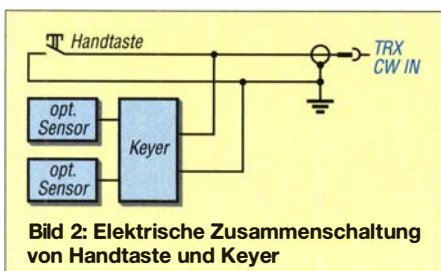 Handtaste
TRX
CW IN
opt.
Sensor
Keyer
opt.
Sensor
Bild 2: Elektrische Zusammenschaltung
von Handtaste und Keyer